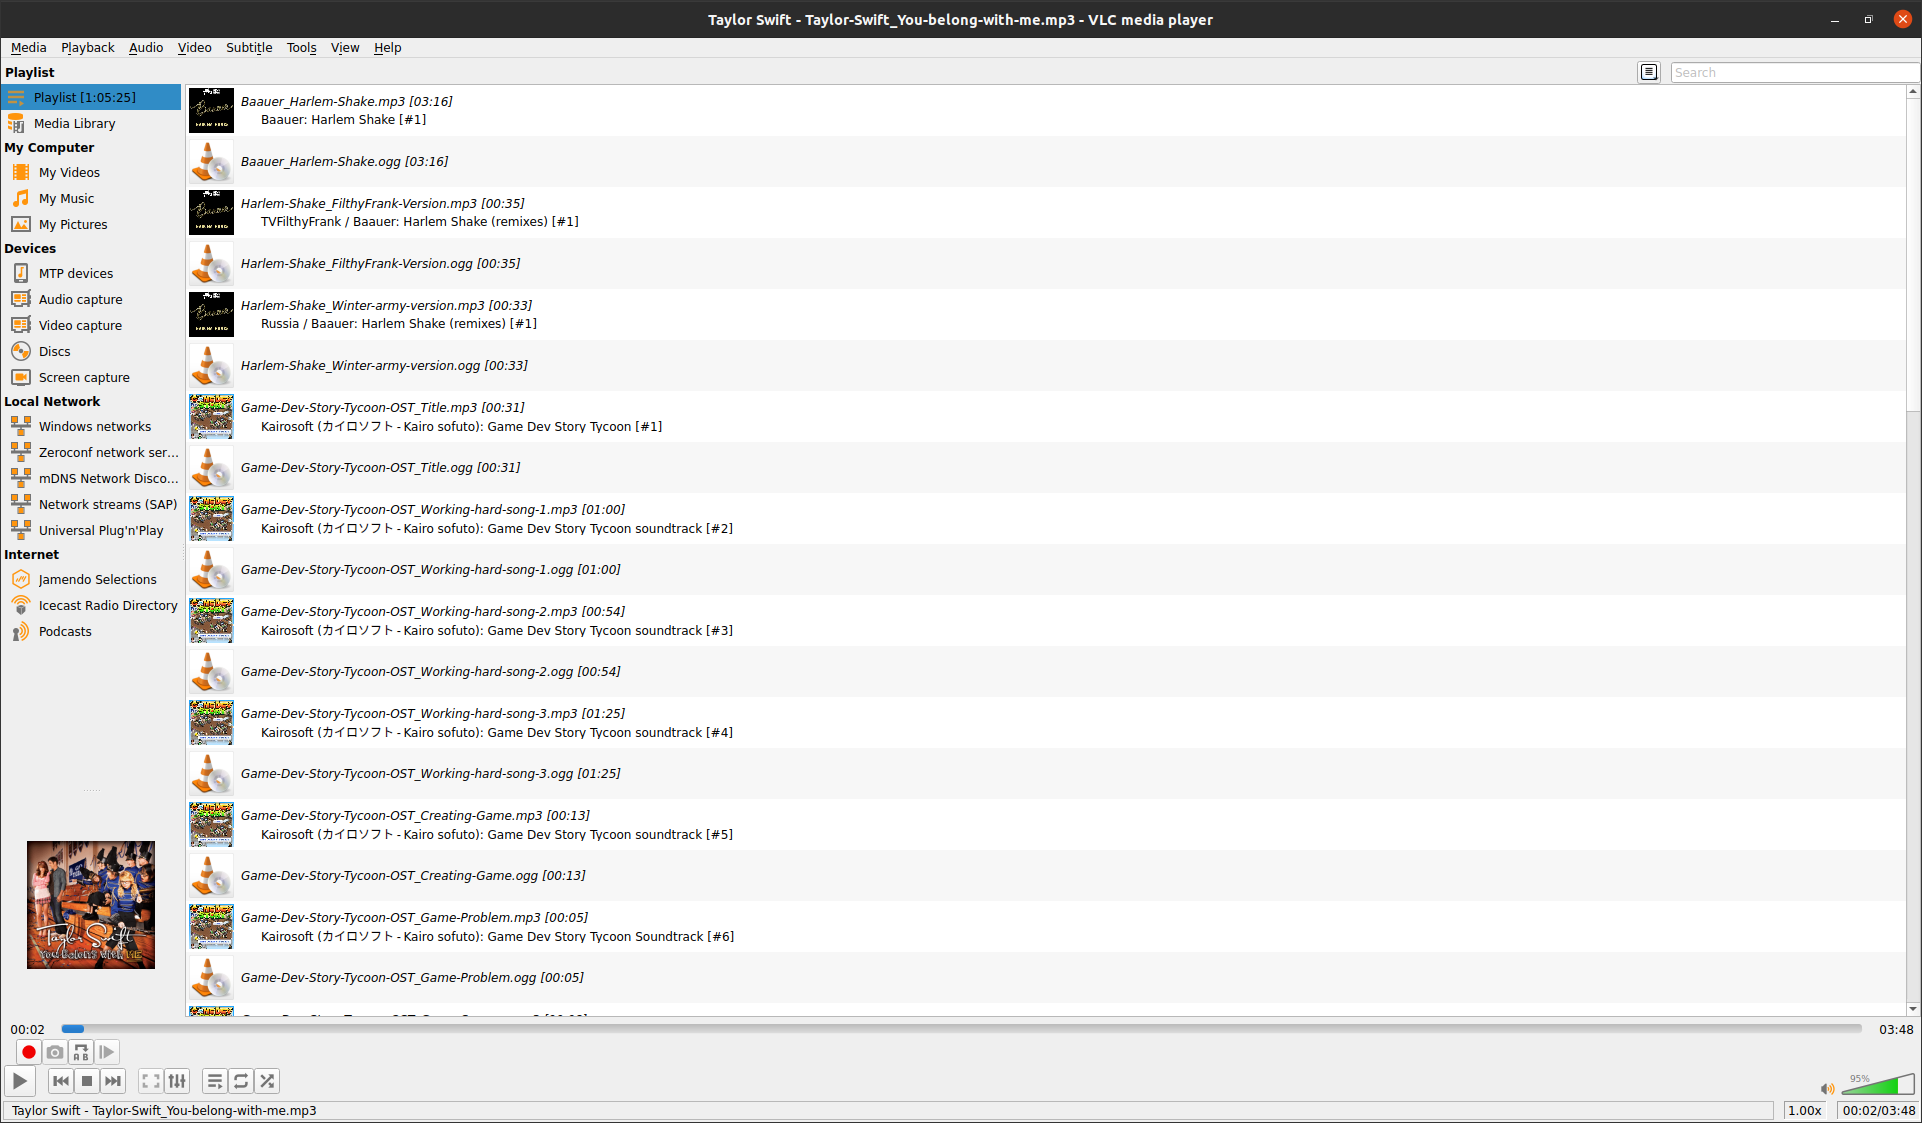 Taylor Swift - Taylor-Swift_You-belong-with-me.mp3 - VLC media player
Media Playback Audio Video Subtitle Tools View Help
Playlist
Search
Playlist [1:05:25]
Media Library
My Computer
My Videos
My Music
My Pictures
Devices
MTP devices
Audio capture
Video capture
Discs
Screen capture
Local Network
Windows networks
Zeroconf network ser...
mDNS Network Disco...
Network streams (SAP)
Universal Plug'n'Play
Internet
Jamendo Selections
Icecast Radio Directory
Podcasts
Baauer_Harlem-Shake.mp3 [03:16]
Baauer: Harlem Shake [#1]
Baauer_Harlem-Shake.ogg [03:16]
Harlem-Shake_FilthyFrank-Version.mp3 [00:35]
TVFilthyFrank / Baauer: Harlem Shake (remixes) [#1]
Harlem-Shake_FilthyFrank-Version.ogg [00:35]
Harlem-Shake_Winter-army-version.mp3 [00:33]
Russia / Baauer: Harlem Shake (remixes) [#1]
Harlem-Shake_Winter-army-version.ogg [00:33]
Game-Dev-Story-Tycoon-OST_Title.mp3 [00:31]
Kairosoft (カイロソフト - Kairo sofuto): Game Dev Story Tycoon [#1]
Game-Dev-Story-Tycoon-OST_Title.ogg [00:31]
Game-Dev-Story-Tycoon-OST_Working-hard-song-1.mp3 [01:00]
Kairosoft (カイロソフト - Kairo sofuto): Game Dev Story Tycoon soundtrack [#2]
Game-Dev-Story-Tycoon-OST_Working-hard-song-1.ogg [01:00]
Game-Dev-Story-Tycoon-OST_Working-hard-song-2.mp3 [00:54]
Kairosoft (カイロソフト - Kairo sofuto): Game Dev Story Tycoon soundtrack [#3]
Game-Dev-Story-Tycoon-OST_Working-hard-song-2.ogg [00:54]
Game-Dev-Story-Tycoon-OST_Working-hard-song-3.mp3 [01:25]
Kairosoft (カイロソフト - Kairo sofuto): Game Dev Story Tycoon soundtrack [#4]
Game-Dev-Story-Tycoon-OST_Working-hard-song-3.ogg [01:25]
Game-Dev-Story-Tycoon-OST_Creating-Game.mp3 [00:13]
Kairosoft (カイロソフト - Kairo sofuto): Game Dev Story Tycoon soundtrack [#5]
Game-Dev-Story-Tycoon-OST_Creating-Game.ogg [00:13]
Game-Dev-Story-Tycoon-OST_Game-Problem.mp3 [00:05]
Kairosoft (カイロソフト - Kairo sofuto): Game Dev Story Tycoon Soundtrack [#6]
Game-Dev-Story-Tycoon-OST_Game-Problem.ogg [00:05]
Taylor Swift
YOU BELONG WITH ME
00:02
03:48
A B
95%
Taylor Swift - Taylor-Swift_You-belong-with-me.mp3
1.00x
00:02/03:48